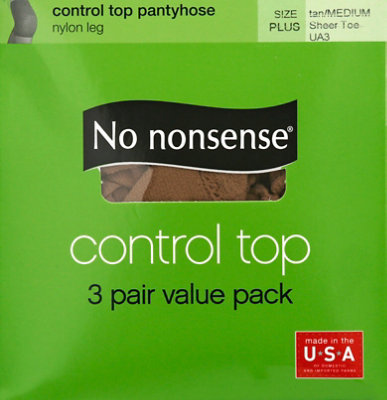 control top pantyhose
nylon leg
SIZE
PLUS
tan/MEDIUM
Sheer Toe
UA3
No nonsense®
control top
3 pair value pack
made in the
U★S★A
OF DOMESTIC
AND IMPORTED YARNS